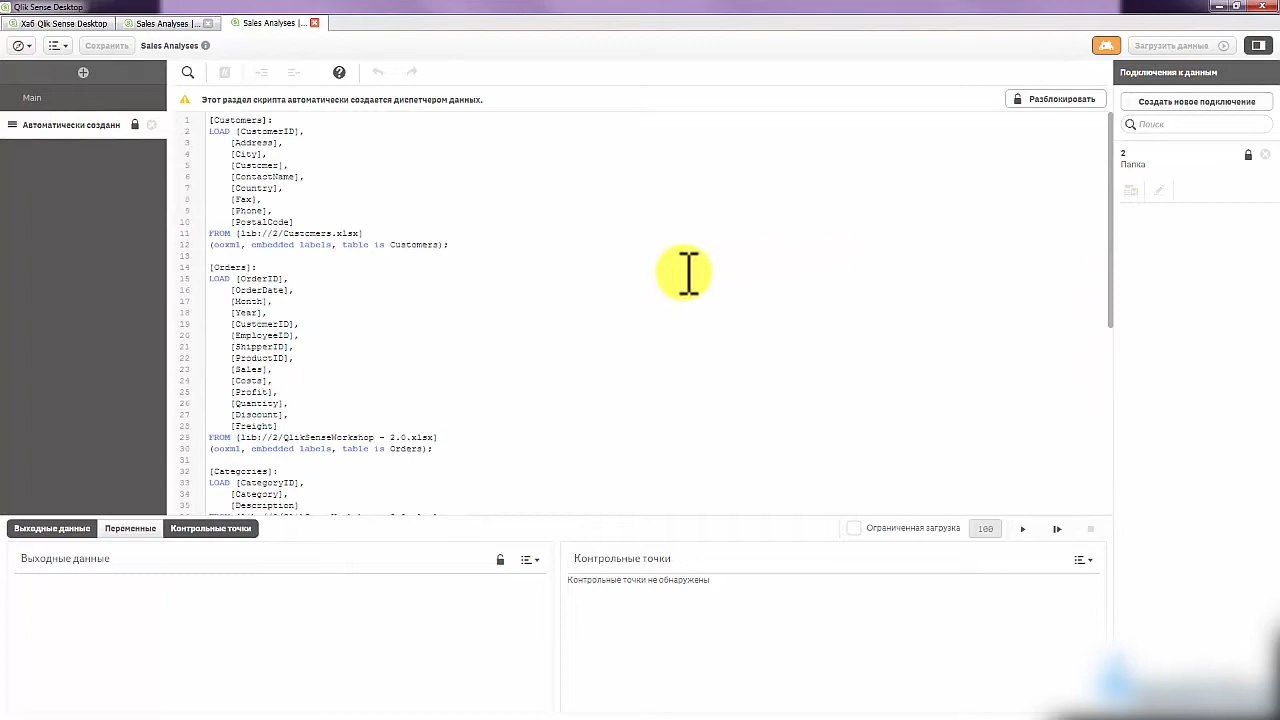 Qlik Sense Desktop
Хаб Qlik Sense Desktop
Sales Analyses |...
Sales Analyses |...
Сохранить
Sales Analyses
Загрузить данные
Подключения к данным
Main
Автоматически созданн
Этот раздел скрипта автоматически создается диспетчером данных.
Разблокировать
Создать новое подключение
Поиск
2
Папка
1 [Customers]:
2 LOAD [CustomerID],
3 [Address],
4 [City],
5 [Customer],
6 [ContactName],
7 [Country],
8 [Fax],
9 [Phone],
10 [PostalCode]
11 FROM [lib://2/Customers.xlsx]
12 (ooxml, embedded labels, table is Customers);
13
14 [Orders]:
15 LOAD [OrderID],
16 [OrderDate],
17 [Month],
18 [Year],
19 [CustomerID],
20 [EmployeeID],
21 [ShipperID],
22 [ProductID],
23 [Sales],
24 [Costs],
25 [Profit],
26 [Quantity],
27 [Discount],
28 [Freight]
29 FROM [lib://2/QlikSenseWorkshop - 2.0.xlsx]
30 (ooxml, embedded labels, table is Orders);
31
32 [Categories]:
33 LOAD [CategoryID],
34 [Category],
35 [Description]
Выходные данные
Переменные
Контрольные точки
Ограниченная загрузка
100
Выходные данные
Контрольные точки
Контрольные точки не обнаружены